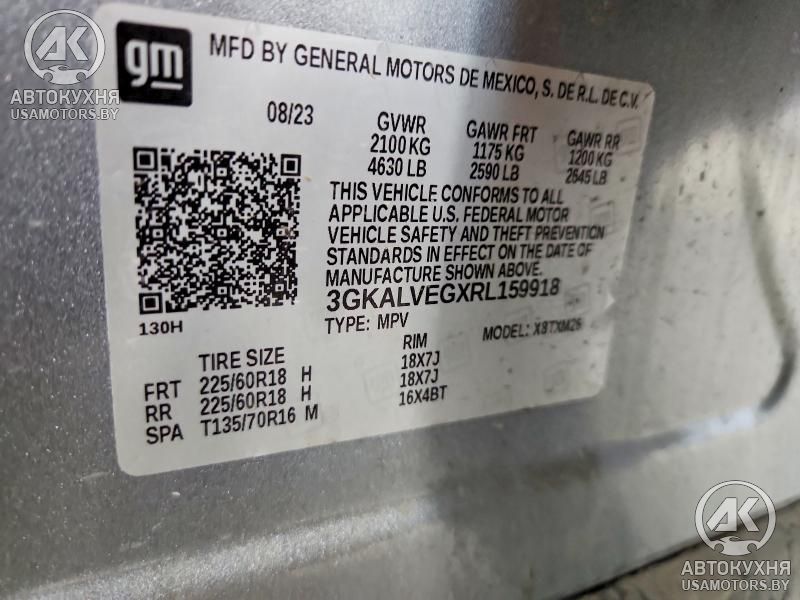 AK
АВТОКУХНЯ
USAMOTORS.BY
gm
MFD BY GENERAL MOTORS DE MEXICO, S. DE R.L. DE C.V.
08/23
GVWR GAWR FRT GAWR RR
2100 KG 1175 KG 1200 KG
4630 LB 2590 LB 2645 LB
THIS VEHICLE CONFORMS TO ALL
APPLICABLE U.S. FEDERAL MOTOR
VEHICLE SAFETY AND THEFT PREVENTION
STANDARDS IN EFFECT ON THE DATE OF
MANUFACTURE SHOWN ABOVE.
3GKALVEGXRL159918
130H
TYPE: MPV MODEL: X8TXM26
TIRE SIZE RIM
FRT 225/60R18 H 18X7J
RR 225/60R18 H 18X7J
SPA T135/70R16 M 16X4BT
AK
АВТОКУХНЯ
USAMOTORS.BY